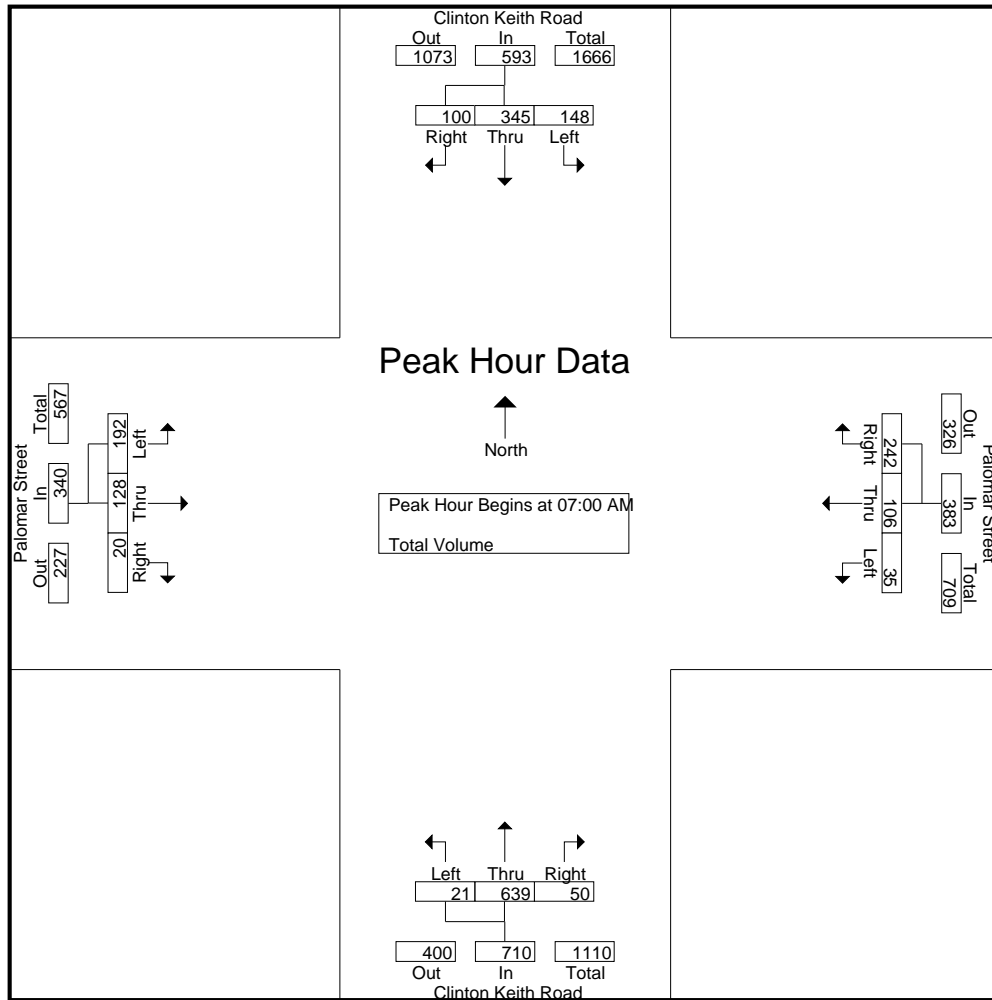 Clinton Keith Road
Out In Total
1073 593 1666
100 345 148
Right Thru Left
Peak Hour Data
North
Peak Hour Begins at 07:00 AM
Total Volume
Palomar Street
Total In Out
567 340 227
192 128 20
Left Thru Right
Palomar Street
Out In Total
326 383 709
242 106 35
Right Thru Left
Left Thru Right
21 639 50
400 710 1110
Out In Total
Clinton Keith Road